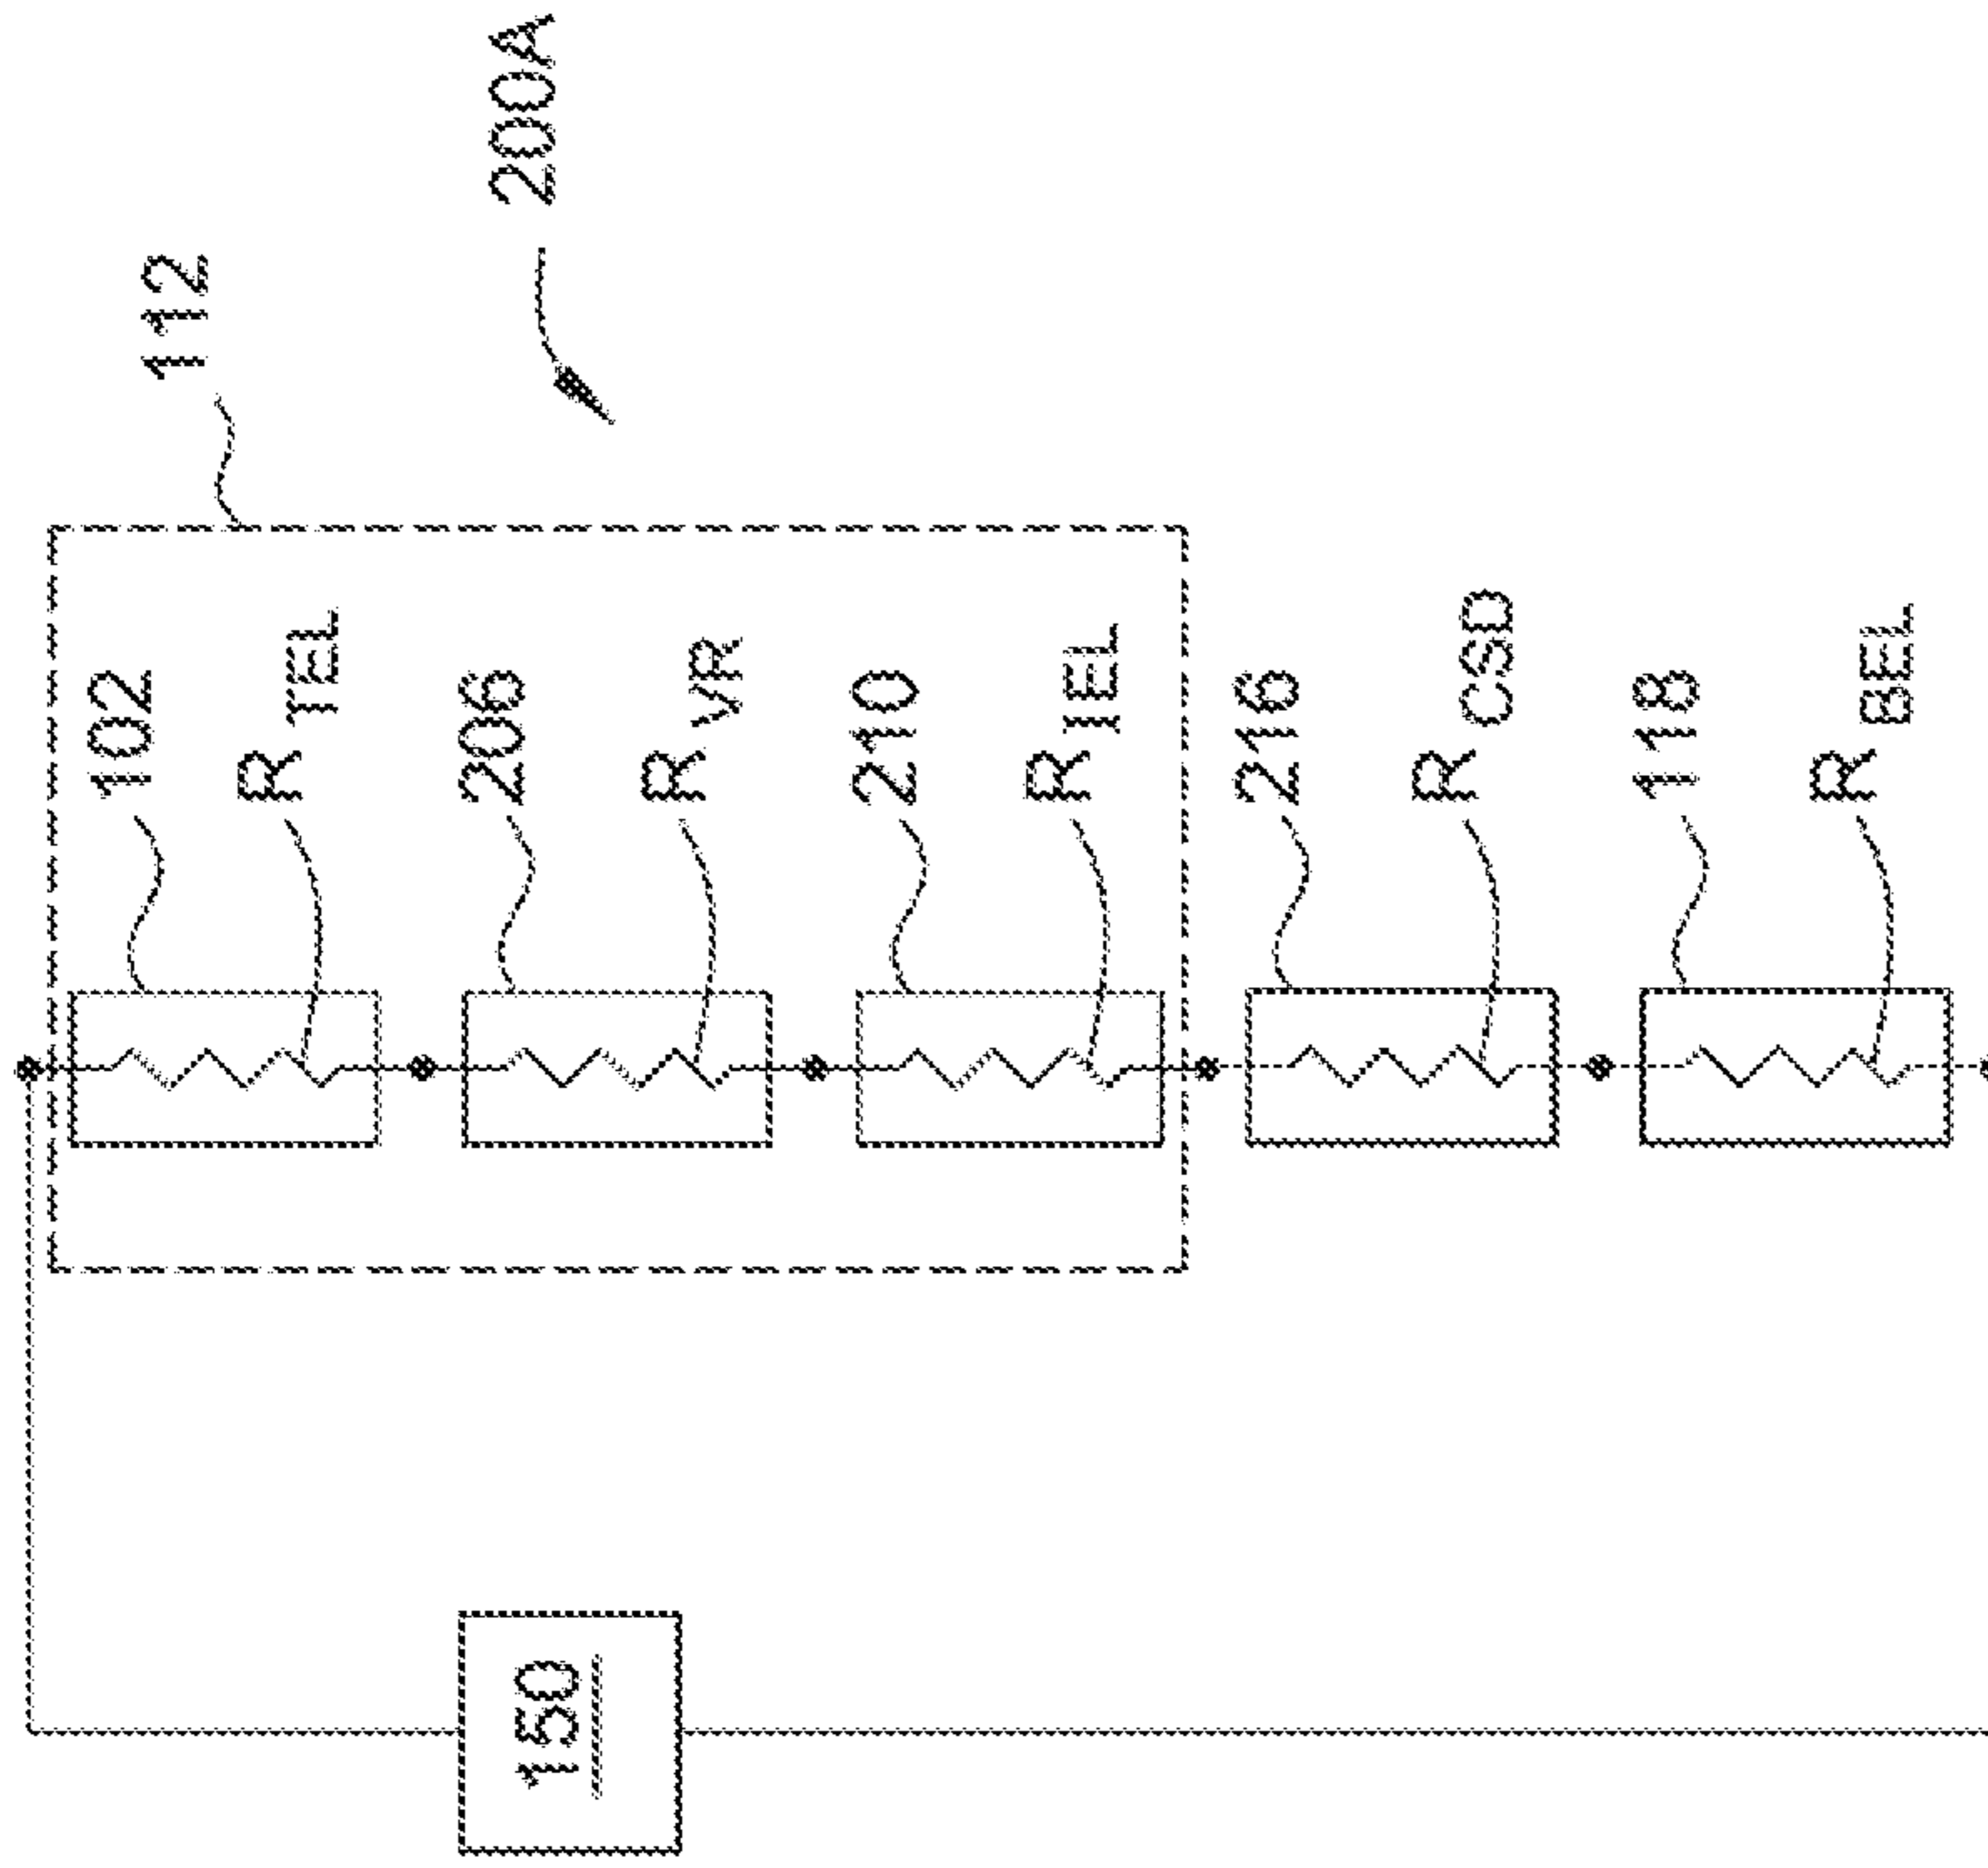 112
200A
102
R TEL
206
R VR
210
R IEL
216
R CSD
118
R BEL
150